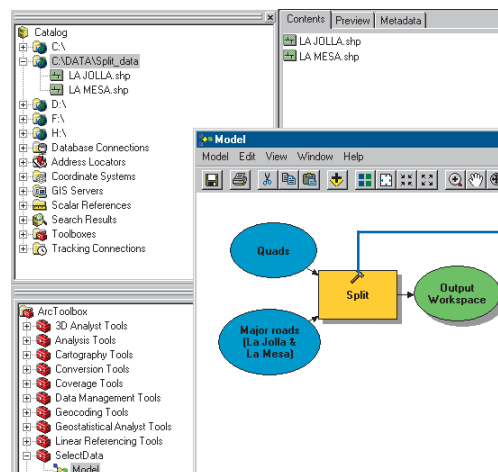 Catalog
C:\
C:\DATA\Split_data
LA JOLLA.shp
LA MESA.shp
D:\
F:\
H:\
Database Connections
Address Locators
Coordinate Systems
GIS Servers
Scalar References
Search Results
Toolboxes
Tracking Connections
Contents Preview Metadata
LA JOLLA.shp
LA MESA.shp
Model
Model Edit View Window Help
Quads
Split
Output
Workspace
Major roads
(La Jolla &
La Mesa)
ArcToolbox
3D Analyst Tools
Analysis Tools
Cartography Tools
Conversion Tools
Coverage Tools
Data Management Tools
Geocoding Tools
Geostatistical Analyst Tools
Linear Referencing Tools
SelectData
Model